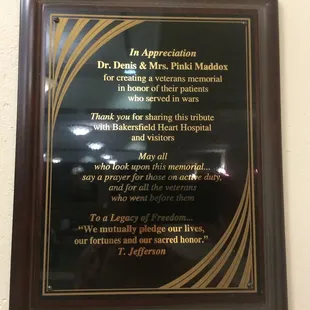 In Appreciation
Dr. Denis & Mrs. Pinki Maddox
for creating a veterans memorial
in honor of their patients
who served in wars
Thank you for sharing this tribute
with Bakersfield Heart Hospital
and visitors
May all
who look upon this memorial...
say a prayer for those on active duty,
and for all the veterans
who went before them
To a Legacy of Freedom...
"We mutually pledge our lives,
our fortunes and our sacred honor."
T. Jefferson